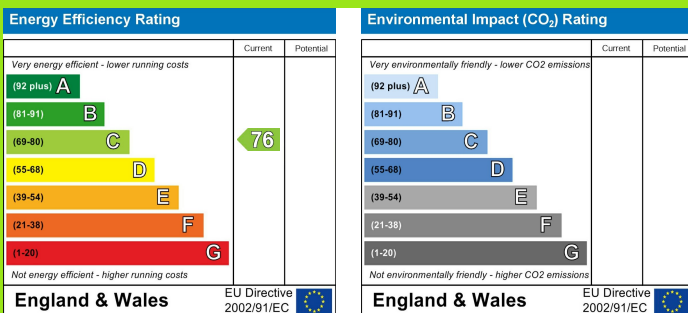 Energy Efficiency Rating
Current Potential
Very energy efficient - lower running costs
(92 plus) A
(81-91) B
(69-80) C
76
(55-68) D
(39-54) E
(21-38) F
(1-20) G
Not energy efficient - higher running costs
England & Wales
EU Directive
2002/91/EC
Environmental Impact (CO₂) Rating
Current Potential
Very environmentally friendly - lower CO2 emissions
(92 plus) A
(81-91) B
(69-80) C
(55-68) D
(39-54) E
(21-38) F
(1-20) G
Not environmentally friendly - higher CO2 emissions
England & Wales
EU Directive
2002/91/EC